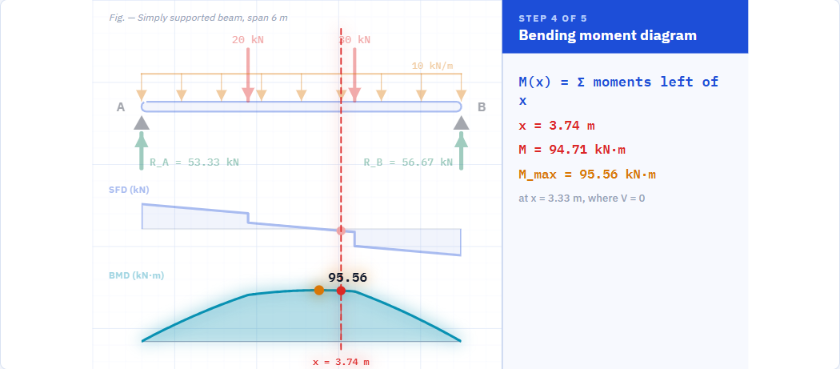 Fig. — Simply supported beam, span 6 m
20 kN
30 kN
10 kN/m
A
B
R_A = 53.33 kN
R_B = 56.67 kN
SFD (kN)
BMD (kN·m)
95.56
x = 3.74 m
STEP 4 OF 5
Bending moment diagram
M(x) = Σ moments left of
x
x = 3.74 m
M = 94.71 kN·m
M_max = 95.56 kN·m
at x = 3.33 m, where V = 0